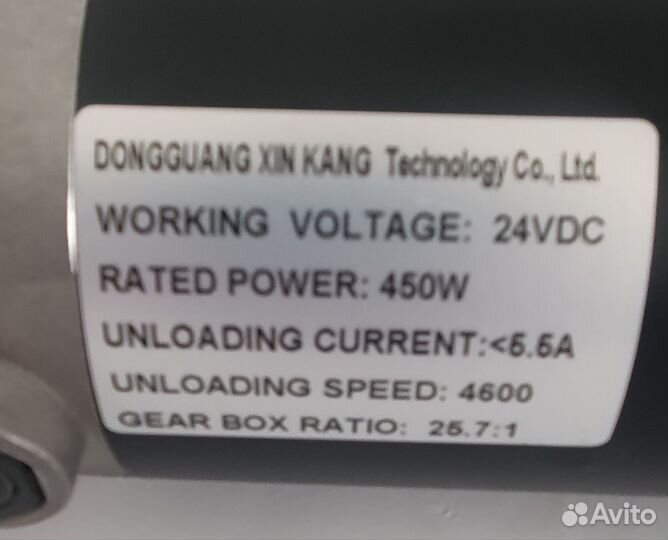 DONGGUANG XIN KANG Technology Co., Ltd.
WORKING VOLTAGE: 24VDC
RATED POWER: 450W
UNLOADING CURRENT:<5.5A
UNLOADING SPEED: 4600
GEAR BOX RATIO: 25.7:1
Avito